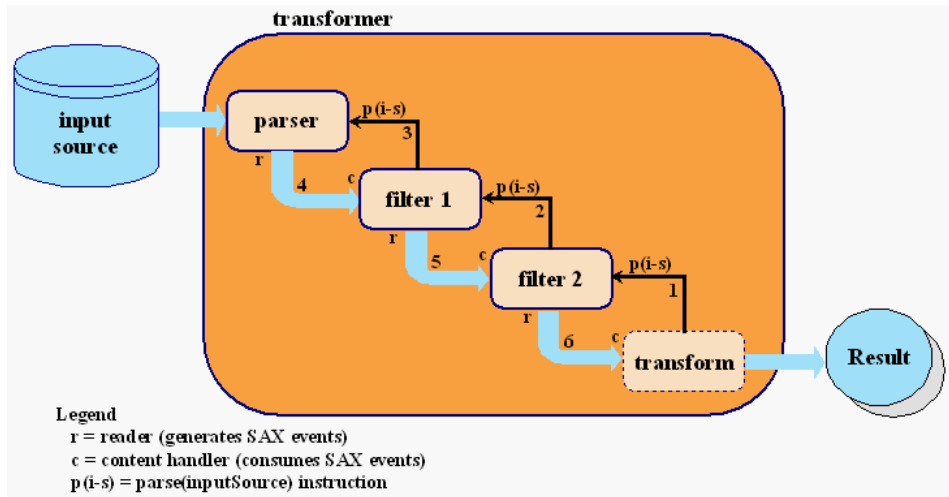 transformer
input
source
parser
p(i-s)
3
r
4
c
filter 1
p(i-s)
2
r
5
c
filter 2
p(i-s)
1
r
6
c
transform
Result
Legend
r = reader (generates SAX events)
c = content handler (consumes SAX events)
p(i-s) = parse(inputSource) instruction